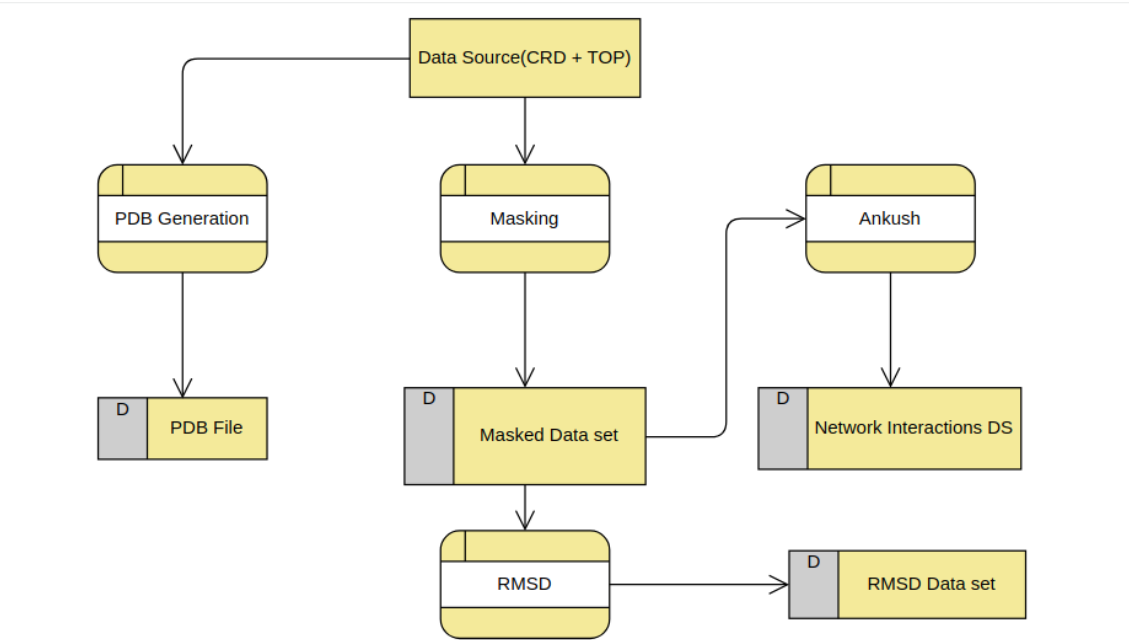 Data Source(CRD + TOP)
PDB Generation
Masking
Ankush
D
PDB File
D
Masked Data set
D
Network Interactions DS
RMSD
D
RMSD Data set